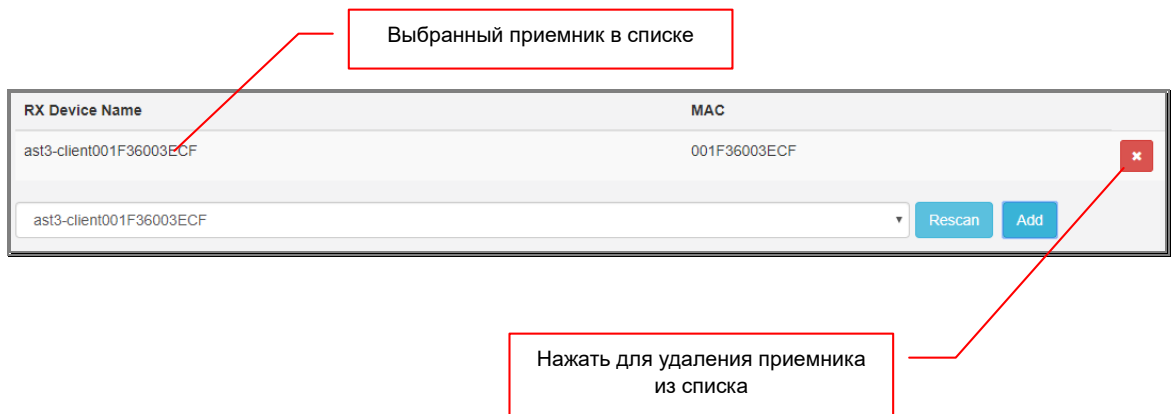 Выбранный приемник в списке
RX Device Name MAC
ast3-client001F36003ECF 001F36003ECF
ast3-client001F36003ECF Rescan Add
Нажать для удаления приемника
из списка